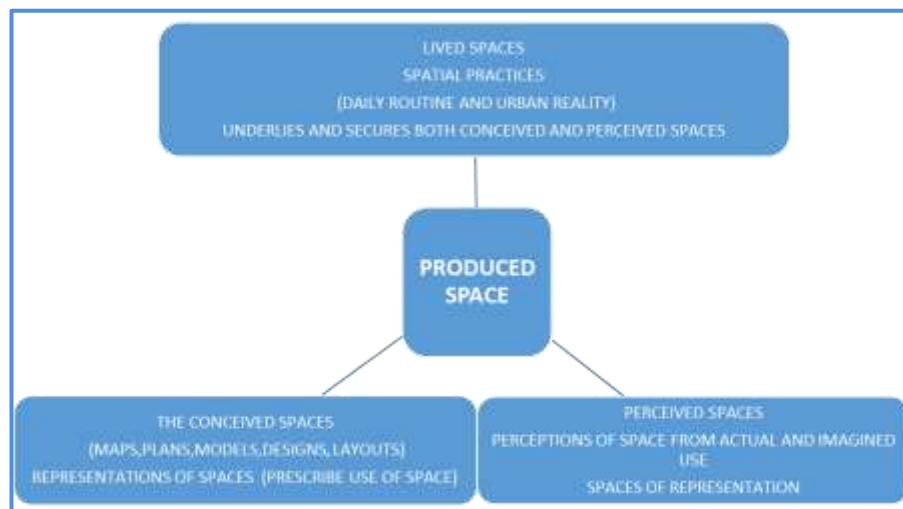 LIVED SPACES
SPATIAL PRACTICES
(DAILY ROUTINE AND URBAN REALITY)
UNDERLIES AND SECURES BOTH CONCEIVED AND PERCEIVED SPACES
PRODUCED
SPACE
THE CONCEIVED SPACES
(MAPS,PLANS,MODELS,DESIGNS, LAYOUTS)
REPRESENTATIONS OF SPACES (PRESCRIBE USE OF SPACE)
PERCEIVED SPACES
PERCEPTIONS OF SPACE FROM ACTUAL AND IMAGINED
USE
SPACES OF REPRESENTATION